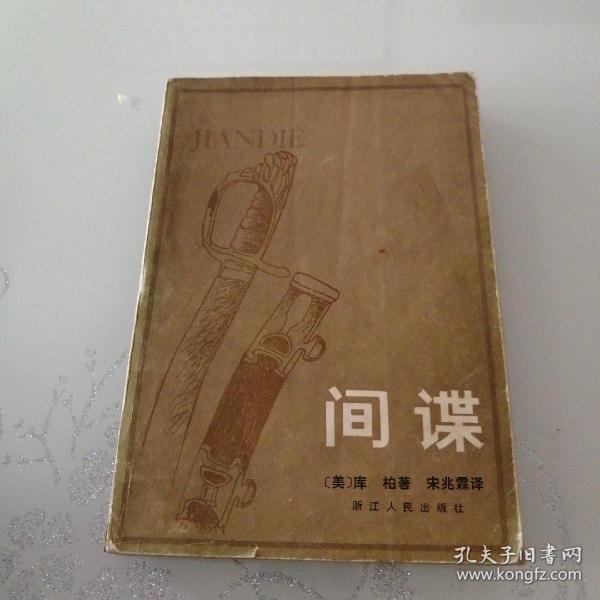 JIANDIE
间谍
〔美〕库 柏著 宋兆霖译
浙江人民出版社
孔夫子旧書网
www.kongfz.com